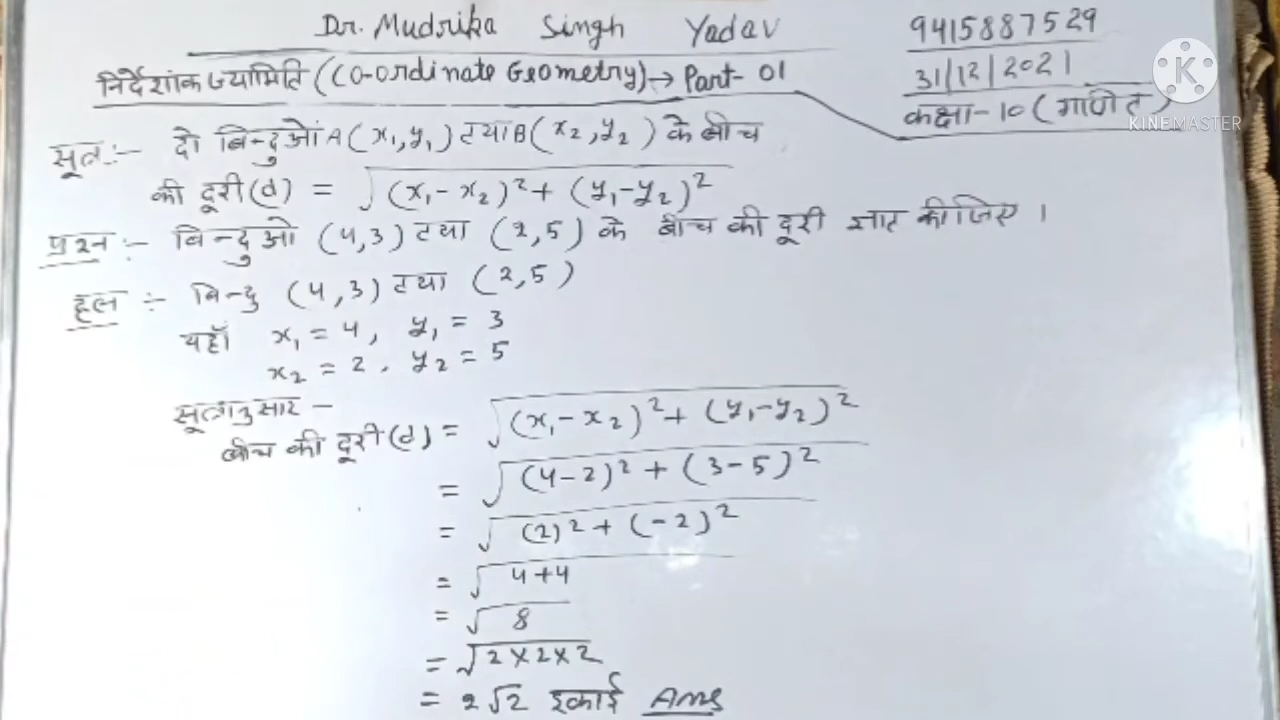 Dr. Mudrika Singh Yadav
9415887529
निर्देशांक ज्यामिति (CO-ordinate Geometry) → Part- 01
31/12/2021
कक्षा-10 (गणित)
K
KINEMASTER
सूत्र :- दो बिन्दुओं A(x₁,y₁) तथा B(x₂,y₂) के बीच
की दूरी (d) = √(x₁-x₂)²+(y₁-y₂)²
प्रश्न :- बिन्दुओ (4,3) तथा (2,5) के बीच की दूरी ज्ञात कीजिए ।
हल :- बिन्दु (4,3) तथा (2,5)
यहाँ x₁ = 4, y₁ = 3
x₂ = 2, y₂ = 5
सूत्रानुसार -
बीच की दूरी (d) = √(x₁-x₂)²+(y₁-y₂)²
= √(4-2)²+(3-5)²
= √(2)²+(-2)²
= √4+4
= √8
= √2×2×2
= 2√2 इकाई Ans